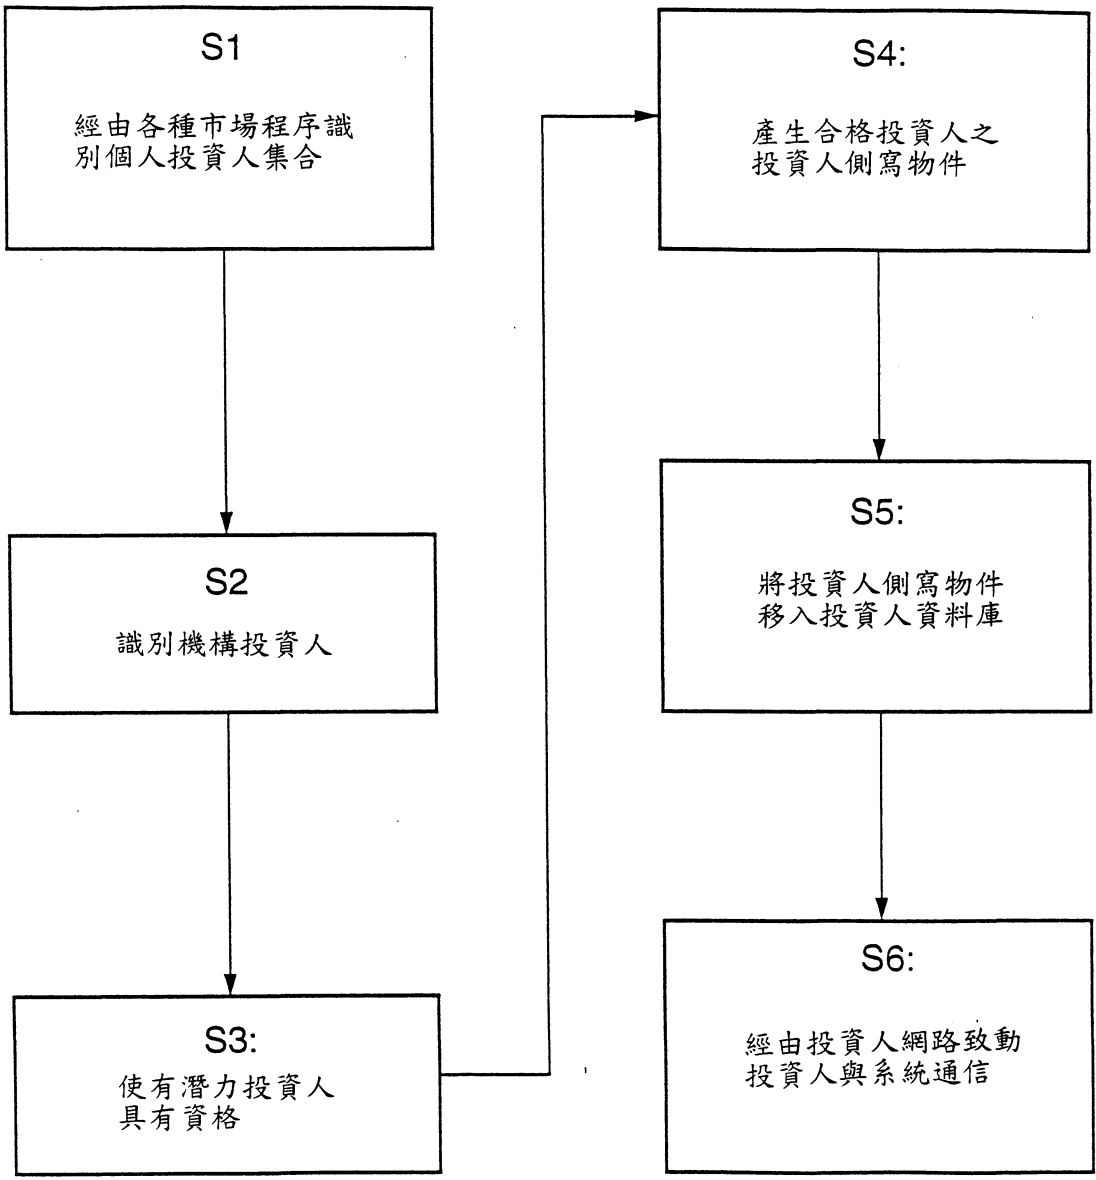 S1
經由各種市場程序識
別個人投資人集合
S2
識別機構投資人
S3:
使有潛力投資人
具有資格
S4:
產生合格投資人之
投資人側寫物件
S5:
將投資人側寫物件
移入投資人資料庫
S6:
經由投資人網路致動
投資人與系統通信